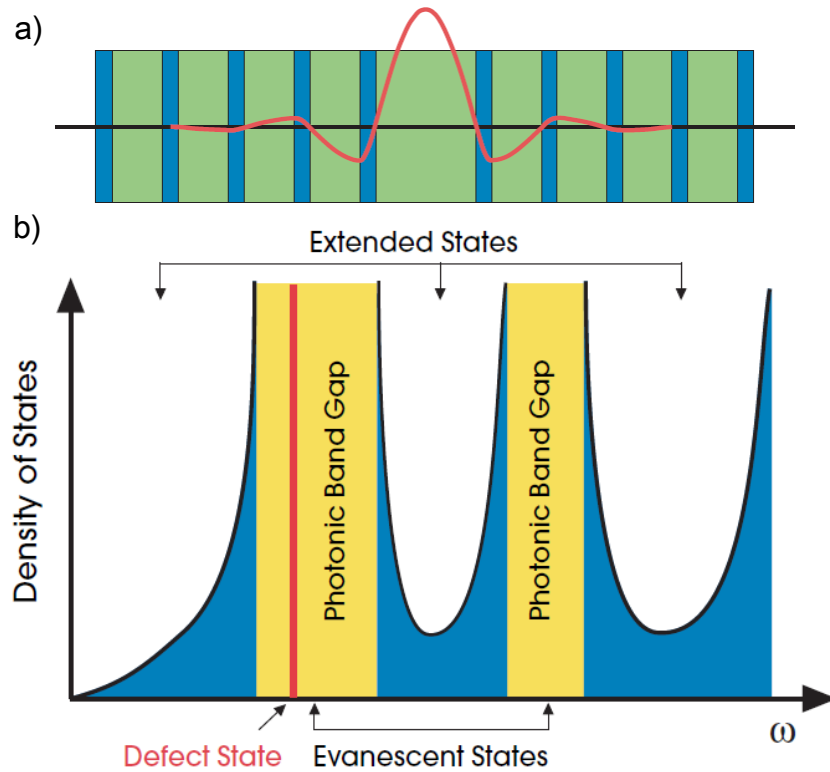 a)
b)
Extended States
Density of States
Photonic Band Gap
Photonic Band Gap
ω
Defect State
Evanescent States